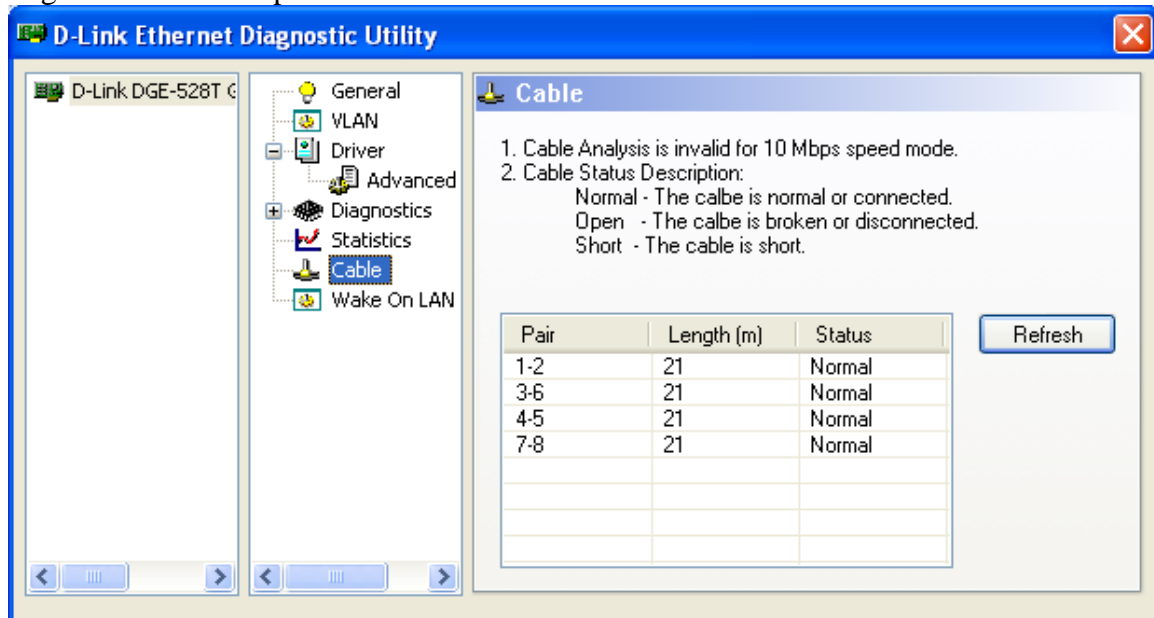 D-Link Ethernet Diagnostic Utility
D-Link DGE-528T G
General
VLAN
Driver
Advanced
Diagnostics
Statistics
Cable
Wake On LAN
Cable
1. Cable Analysis is invalid for 10 Mbps speed mode.
2. Cable Status Description:
Normal - The calbe is normal or connected.
Open - The calbe is broken or disconnected.
Short - The cable is short.
Pair Length (m) Status
1-2 21 Normal
3-6 21 Normal
4-5 21 Normal
7-8 21 Normal
Refresh